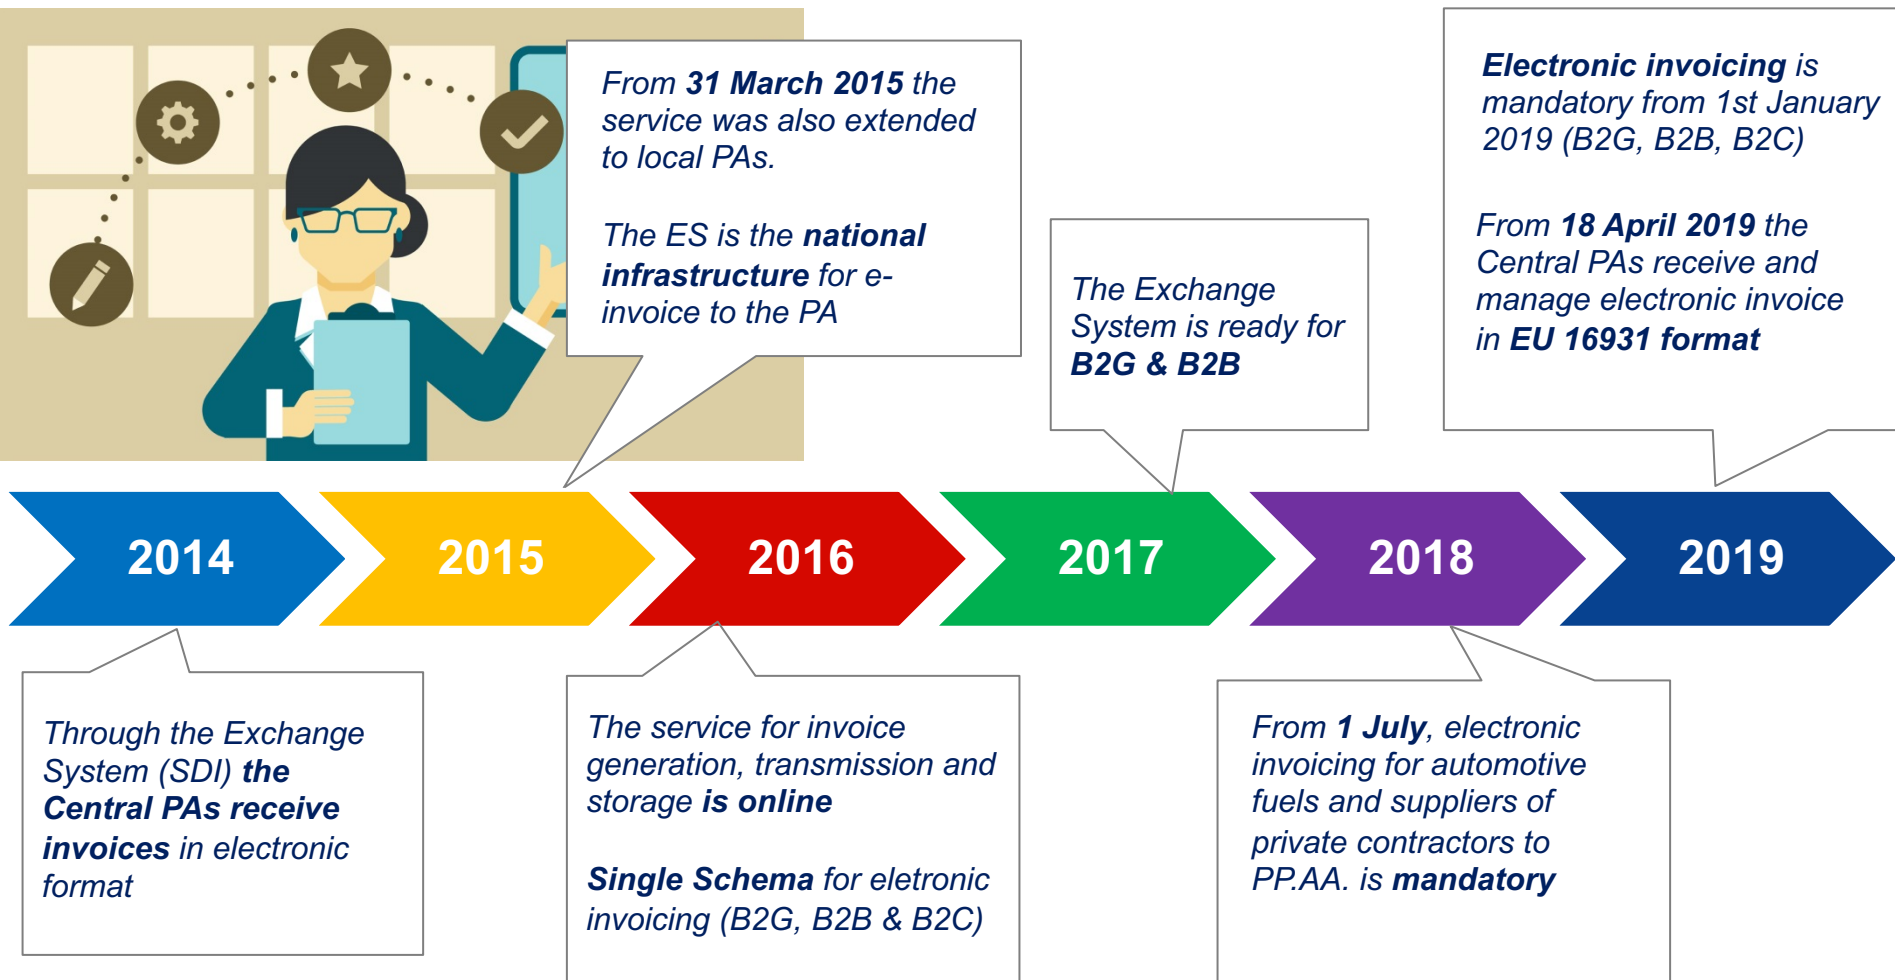 From 31 March 2015 the
service was also extended
to local PAs.
The ES is the national
infrastructure for e-
invoice to the PA
The Exchange
System is ready for
B2G & B2B
Electronic invoicing is
mandatory from 1st January
2019 (B2G, B2B, B2C)
From 18 April 2019 the
Central PAs receive and
manage electronic invoice
in EU 16931 format
2014
2015
2016
2017
2018
2019
Through the Exchange
System (SDI) the
Central PAs receive
invoices in electronic
format
The service for invoice
generation, transmission and
storage is online
Single Schema for eletronic
invoicing (B2G, B2B & B2C)
From 1 July, electronic
invoicing for automotive
fuels and suppliers of
private contractors to
PP.AA. is mandatory